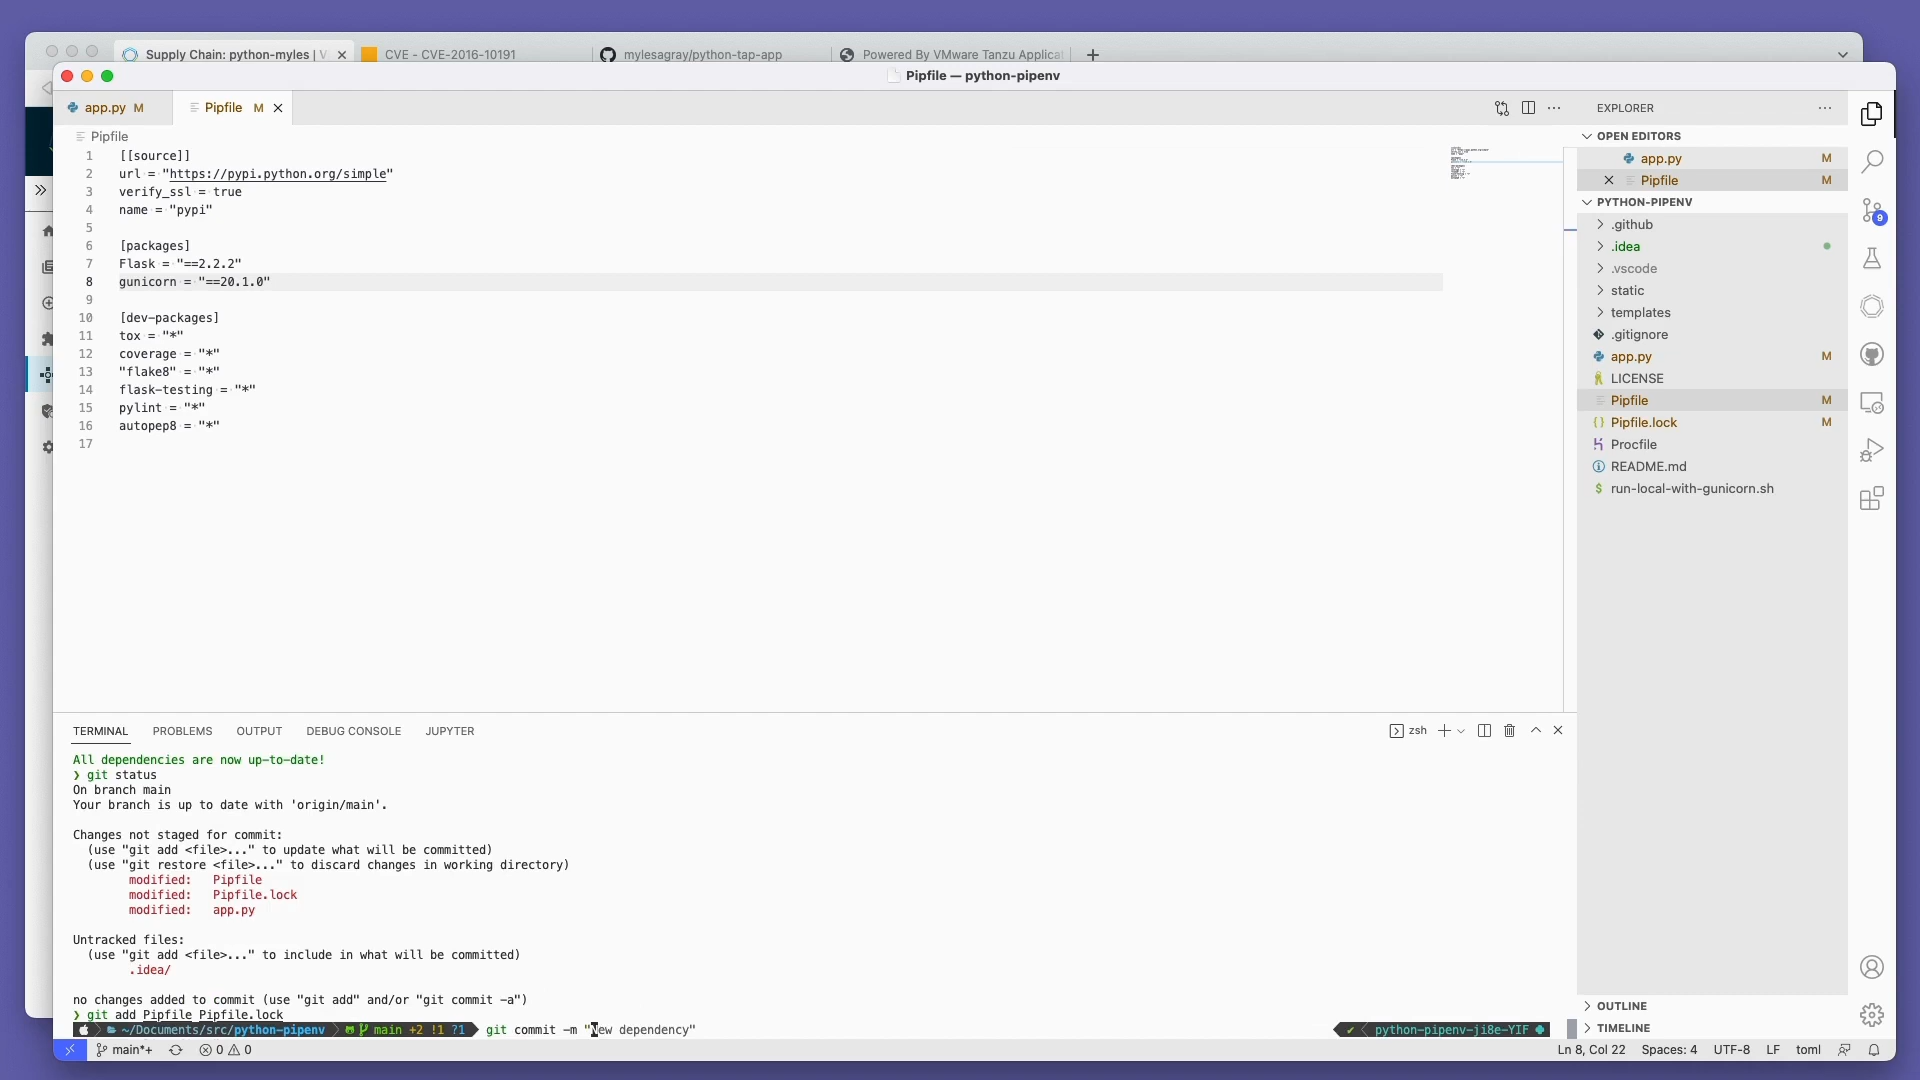 Supply Chain: python-myles | V
CVE - CVE-2016-10191
mylesagray/python-tap-app
Powered By VMware Tanzu Applicat
Pipfile — python-pipenv
app.py M
Pipfile M
Pipfile
1 [[source]]
2 url = "https://pypi.python.org/simple"
3 verify_ssl = true
4 name = "pypi"
5
6 [packages]
7 Flask = "==2.2.2"
8 gunicorn = "==20.1.0"
9
10 [dev-packages]
11 tox = "*"
12 coverage = "*"
13 "flake8" = "*"
14 flask-testing = "*"
15 pylint = "*"
16 autopep8 = "*"
17
EXPLORER
OPEN EDITORS
app.py M
Pipfile M
PYTHON-PIPENV
.github
.idea
.vscode
static
templates
.gitignore
app.py M
LICENSE
Pipfile M
Pipfile.lock M
Procfile
README.md
run-local-with-gunicorn.sh
OUTLINE
TIMELINE
9
TERMINAL PROBLEMS OUTPUT DEBUG CONSOLE JUPYTER
zsh
All dependencies are now up-to-date!
❯ git status
On branch main
Your branch is up to date with 'origin/main'.
Changes not staged for commit:
(use "git add <file>..." to update what will be committed)
(use "git restore <file>..." to discard changes in working directory)
modified: Pipfile
modified: Pipfile.lock
modified: app.py
Untracked files:
(use "git add <file>..." to include in what will be committed)
.idea/
no changes added to commit (use "git add" and/or "git commit -a")
❯ git add Pipfile Pipfile.lock
~/Documents/src/python-pipenv main +2 !1 ?1 git commit -m "New dependency" ✔ python-pipenv-ji8e-YIF
main*+ 0 0 Ln 8, Col 22 Spaces: 4 UTF-8 LF toml